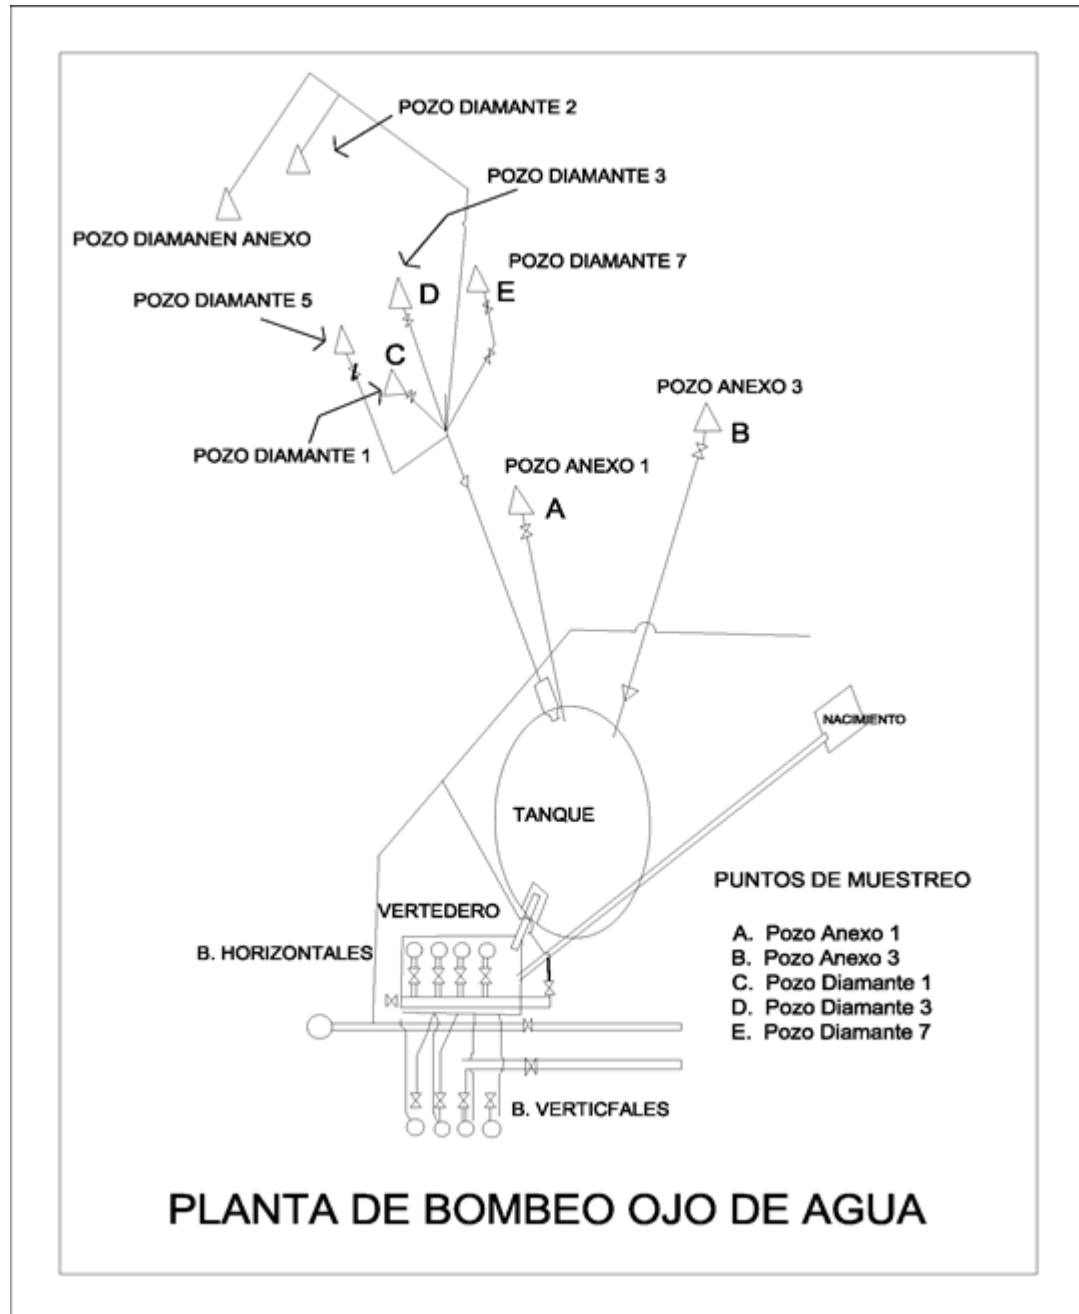 POZO DIAMANTE 2
POZO DIAMANTE 3
POZO DIAMANEN ANEXO
POZO DIAMANTE 7
D
E
POZO DIAMANTE 5
C
POZO ANEXO 3
B
POZO DIAMANTE 1
POZO ANEXO 1
A
NACIMIENTO
TANQUE
PUNTOS DE MUESTREO
VERTEDERO
A. Pozo Anexo 1
B. HORIZONTALES
B. Pozo Anexo 3
C. Pozo Diamante 1
D. Pozo Diamante 3
E. Pozo Diamante 7
B. VERTICFALES
PLANTA DE BOMBEO OJO DE AGUA